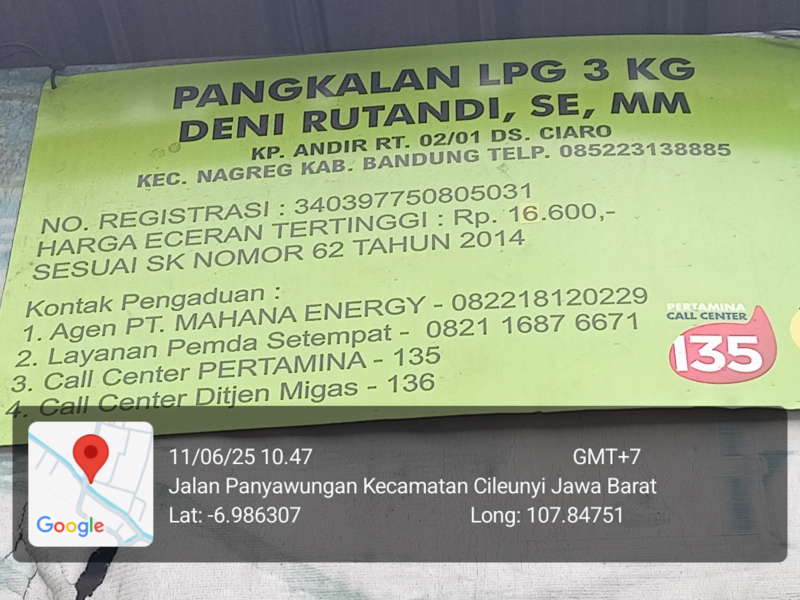 PANGKALAN LPG 3 KG
DENI RUTANDI, SE, MM
KP. ANDIR RT. 02/01 DS. CIARO
KEC. NAGREG KAB. BANDUNG TELP. 085223138885
NO. REGISTRASI : 340397750805031
HARGA ECERAN TERTINGGI : Rp. 16.600,-
SESUAI SK NOMOR 62 TAHUN 2014
Kontak Pengaduan :
1. Agen PT. MAHANA ENERGY - 082218120229
2. Layanan Pemda Setempat - 0821 1687 6671
3. Call Center PERTAMINA - 135
4. Call Center Ditjen Migas - 136
PERTAMINA
CALL CENTER
135
11/06/25 10.47 GMT+7
Jalan Panyawungan Kecamatan Cileunyi Jawa Barat
Lat: -6.986307 Long: 107.84751
Google